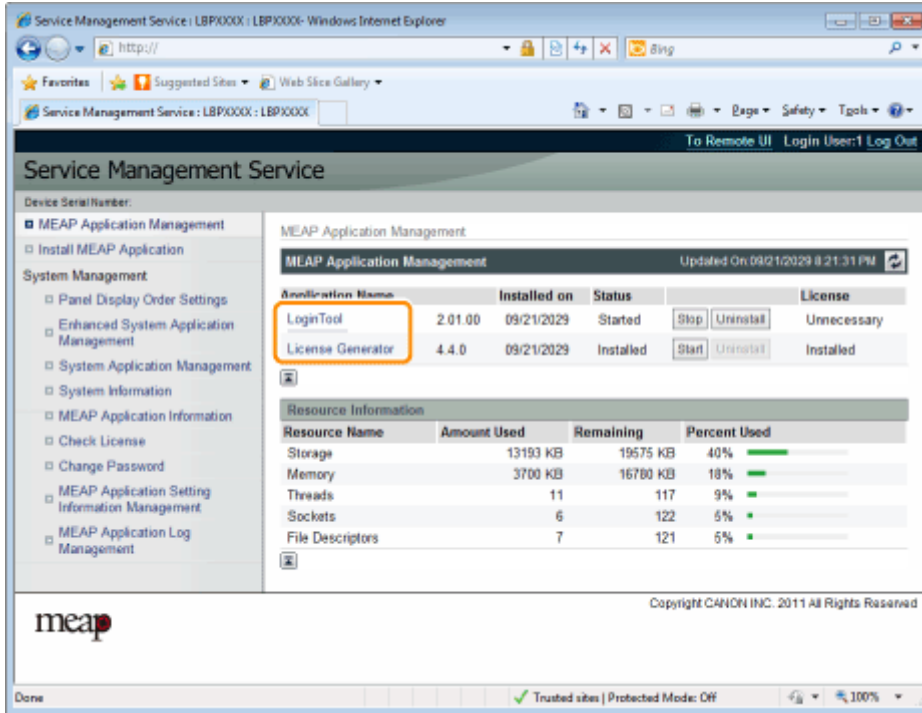 Service Management Service : LBPXXXX : LBPXXXX- Windows Internet Explorer
http://
Bing
Favorites Suggested Sites Web Slice Gallery
Service Management Service : LBPXXXX : LBPXXXX
Page Safety Tools
To Remote UI Login User:1 Log Out
Service Management Service
Device Serial Number:
MEAP Application Management
Install MEAP Application
System Management
Panel Display Order Settings
Enhanced System Application
Management
System Application Management
System Information
MEAP Application Information
Check License
Change Password
MEAP Application Setting
Information Management
MEAP Application Log
Management
MEAP Application Management
MEAP Application Management Updated On:09/21/2029 8:21:31 PM
Application Name Installed on Status License
LoginTool 2.01.00 09/21/2029 Started Stop Uninstall Unnecessary
License Generator 4.4.0 09/21/2029 Installed Start Uninstall Installed
Resource Information
Resource Name Amount Used Remaining Percent Used
Storage 13193 KB 19575 KB 40%
Memory 3700 KB 16780 KB 18%
Threads 11 117 9%
Sockets 6 122 5%
File Descriptors 7 121 5%
Copyright CANON INC. 2011 All Rights Reserved
meap
Done Trusted sites | Protected Mode: Off 100%